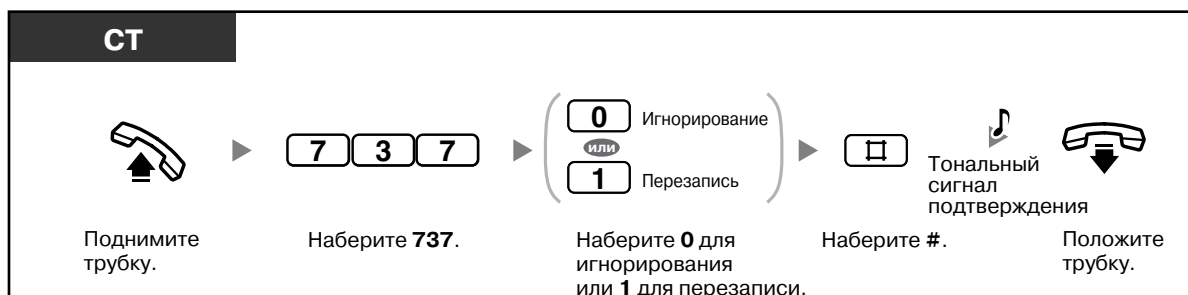 СТ
7 3 7
0 Игнорирование
или
1 Перезапись
Тональный
сигнал
подтверждения
Поднимите
трубку.
Наберите 737.
Наберите 0 для
игнорирования
или 1 для перезаписи.
Наберите #.
Положите
трубку.